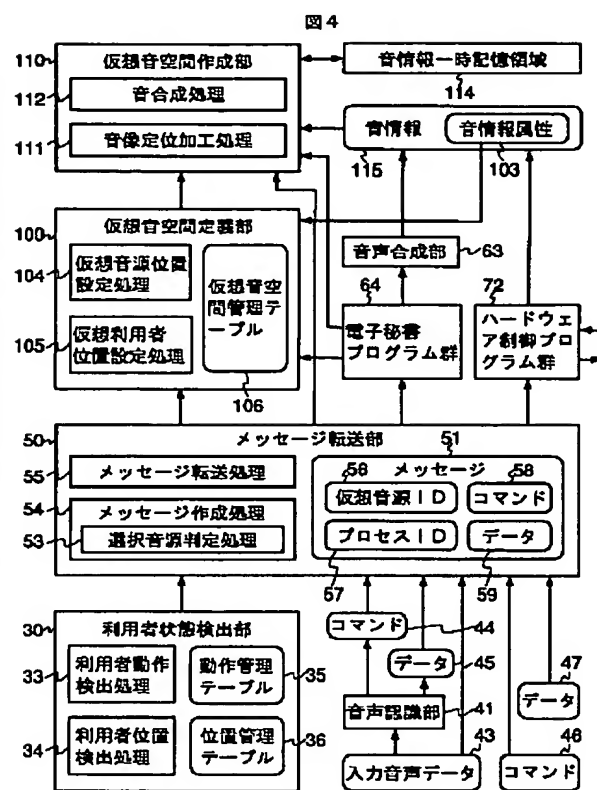 図4
110
仮想音空間作成部
112
音合成処理
111
音像定位加工処理
音情報一時記憶領域
114
音情報
音情報属性
115
103
100
仮想音空間定義部
104
仮想音源位置
設定処理
105
仮想利用者
位置設定処理
仮想音空
間管理テ
ーブル
106
音声合成部
63
64
電子秘書
プログラム群
72
ハードウェ
ア制御プロ
グラム群
50
メッセージ転送部
51
55
メッセージ転送処理
54
メッセージ作成処理
53
選択音源判定処理
56
メッセージ
58
仮想音源ID
コマンド
プロセスID
データ
57
59
30
利用者状態検出部
33
利用者動作
検出処理
動作管理
テーブル
35
34
利用者位置
検出処理
位置管理
テーブル
36
コマンド
44
データ
45
音声認識部
41
43
入力音声データ
47
データ
46
コマンド